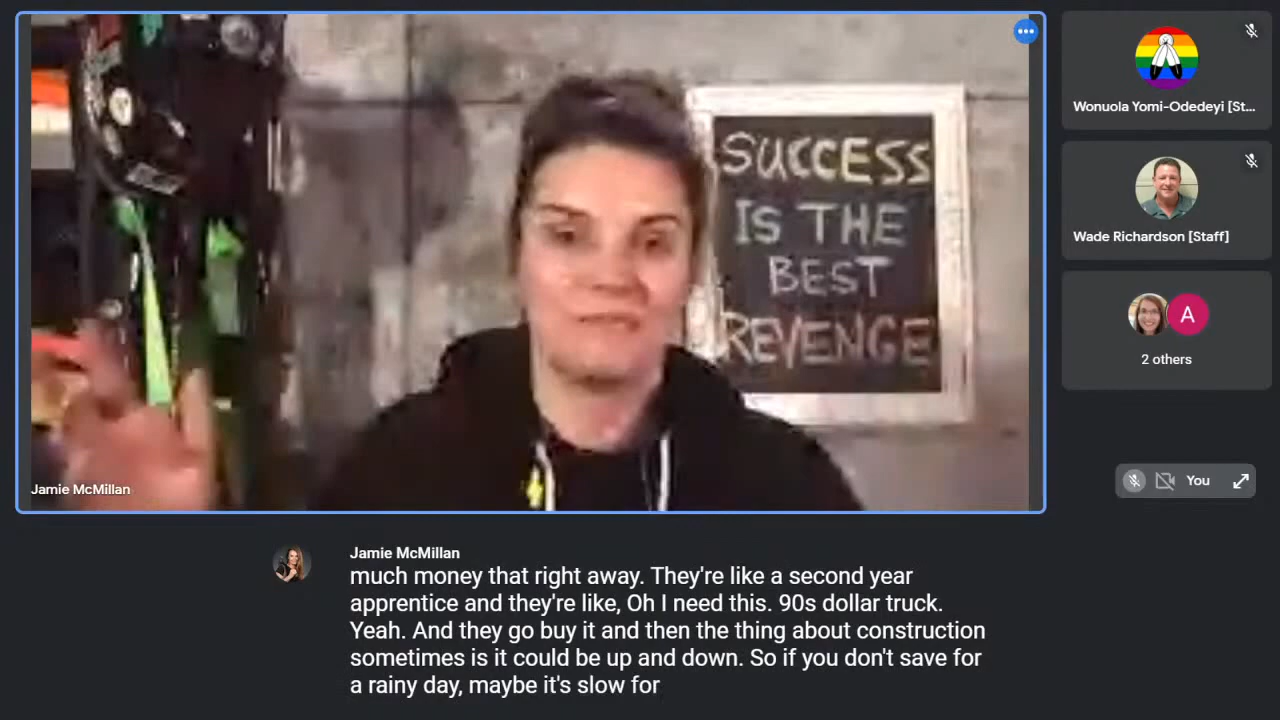 SUCCESS
IS THE
BEST
REVENGE
Jamie McMillan
Wonuola Yomi-Odedeyi [St...
Wade Richardson [Staff]
A
2 others
You
Jamie McMillan
much money that right away. They're like a second year
apprentice and they're like, Oh I need this. 90s dollar truck.
Yeah. And they go buy it and then the thing about construction
sometimes is it could be up and down. So if you don't save for
a rainy day, maybe it's slow for